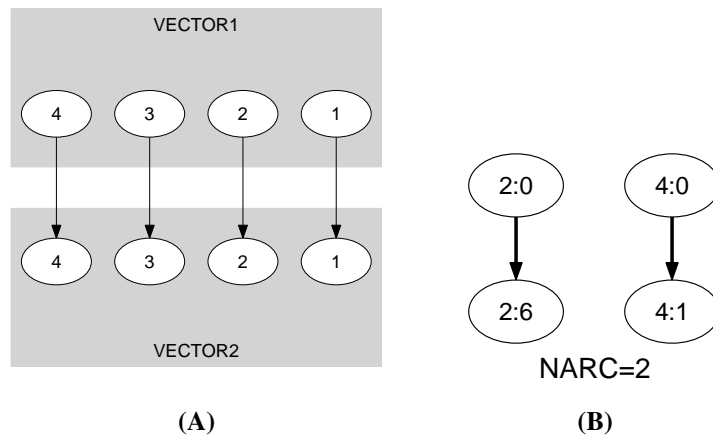 VECTOR1
4 3 2 1
4 3 2 1
VECTOR2
2:0 4:0
2:6 4:1
NARC=2
(A) (B)